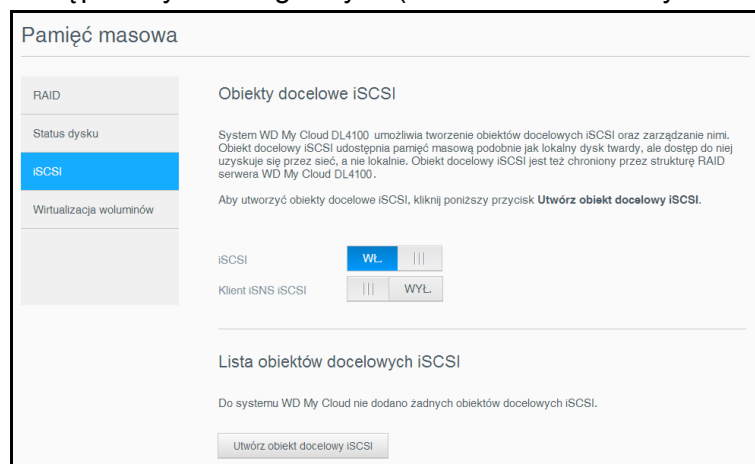 Pamięć masowa
RAID
Status dysku
iSCSI
Wirtualizacja woluminów
Obiekty docelowe iSCSI
System WD My Cloud DL4100 umożliwia tworzenie obiektów docelowych iSCSI oraz zarządzanie nimi.
Obiekt docelowy iSCSI udostępnia pamięć masową podobnie jak lokalny dysk twardy, ale dostęp do niej
uzyskuje się przez sieć, a nie lokalnie. Obiekt docelowy iSCSI jest też chroniony przez strukturę RAID
serwera WD My Cloud DL4100.
Aby utworzyć obiekty docelowe iSCSI, kliknij poniższy przycisk Utwórz obiekt docelowy iSCSI.
iSCSI WŁ.
Klient iSNS iSCSI WYŁ.
Lista obiektów docelowych iSCSI
Do systemu WD My Cloud nie dodano żadnych obiektów docelowych iSCSI.
Utwórz obiekt docelowy iSCSI